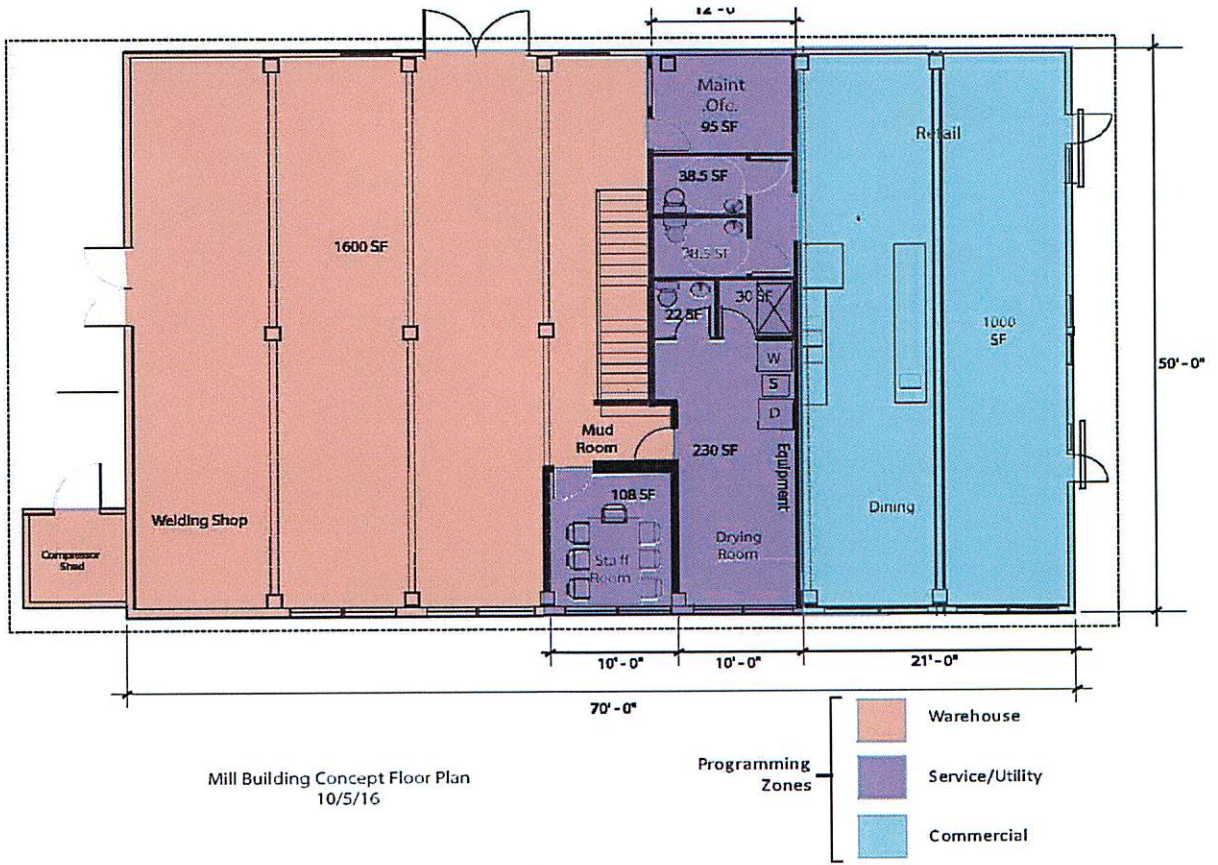 12'-0"
Maint
.Ofc.
95 SF
Retail
38.5 SF
1600 SF
38.5 SF
30 SF
22 SF
1000
SF
W
S
D
50'-0"
Mud
Room
230 SF
Equipment
108 SF
Welding Shop
Dining
Staff
Room
Drying
Room
Compressor
Shed
10'-0"
10'-0"
21'-0"
70'-0"
Warehouse
Programming
Zones
Service/Utility
Commercial
Mill Building Concept Floor Plan
10/5/16